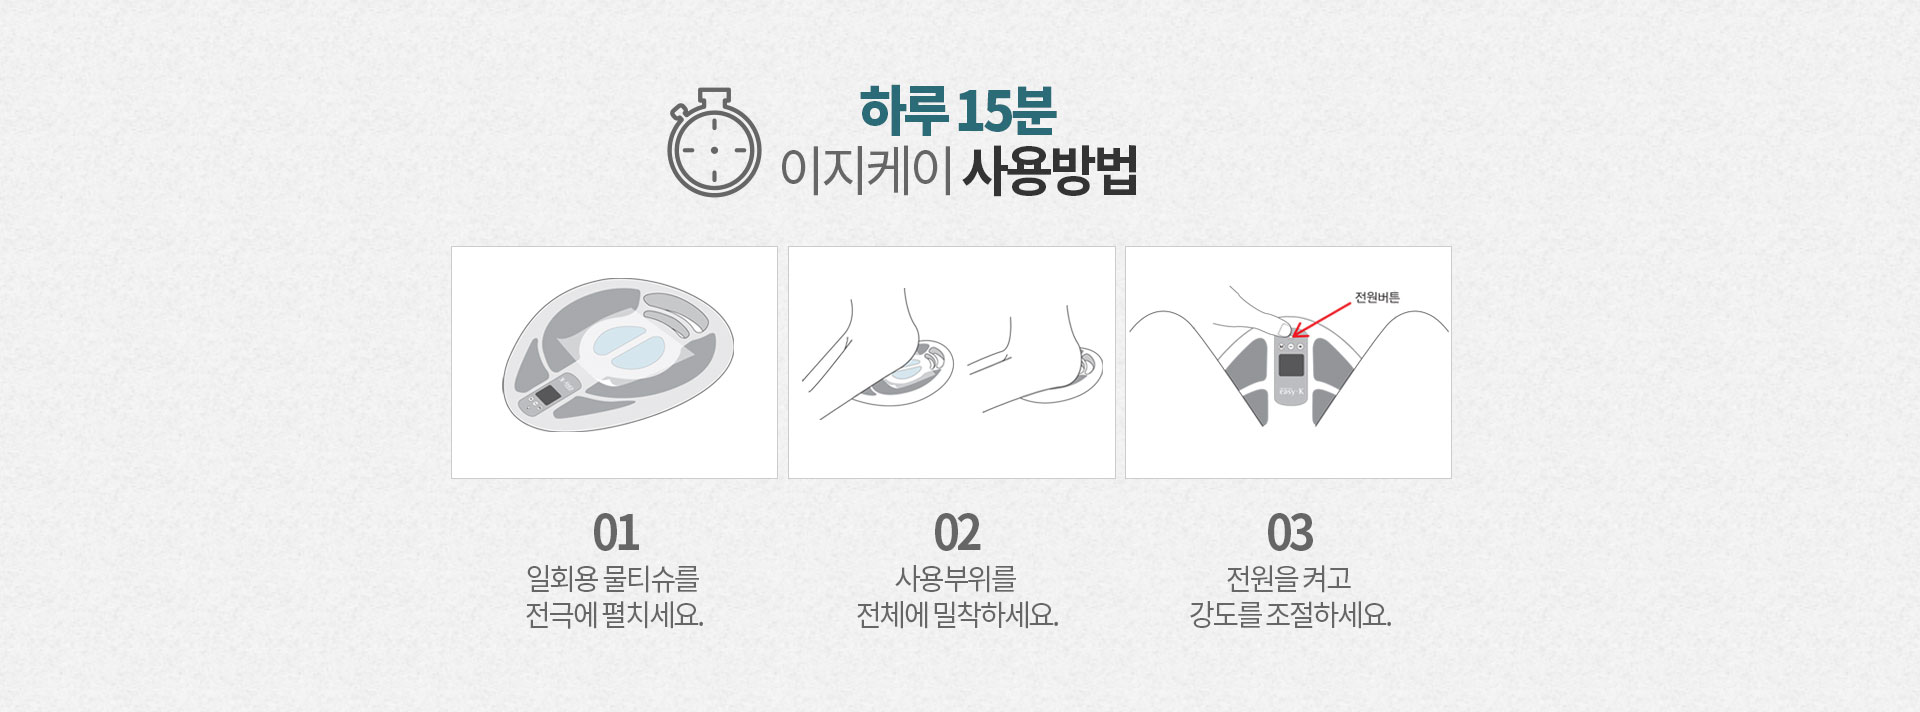 하루 15분
이지케이 사용방법
전원버튼
easy-K
01
일회용 물티슈를
전극에 펼치세요.
02
사용부위를
전체에 밀착하세요.
03
전원을 켜고
강도를 조절하세요.